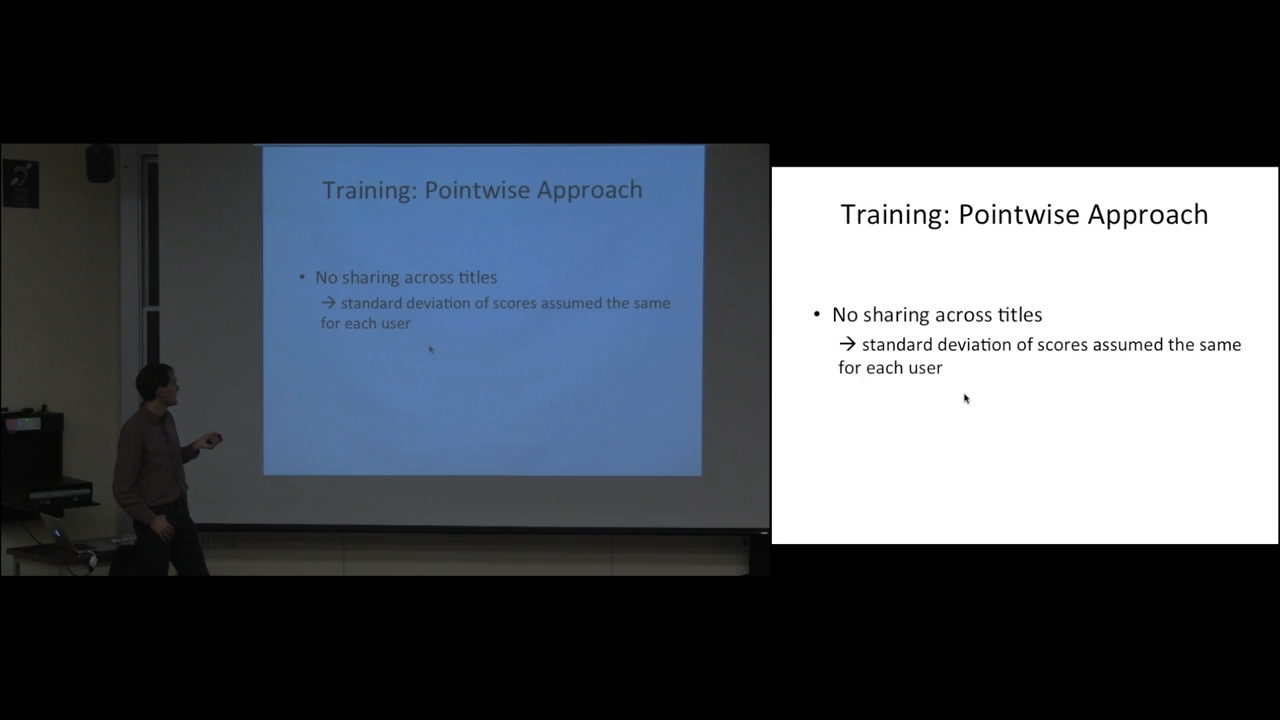 Training: Pointwise Approach
• No sharing across titles
→ standard deviation of scores assumed the same
for each user
Training: Pointwise Approach
• No sharing across titles
→ standard deviation of scores assumed the same
for each user